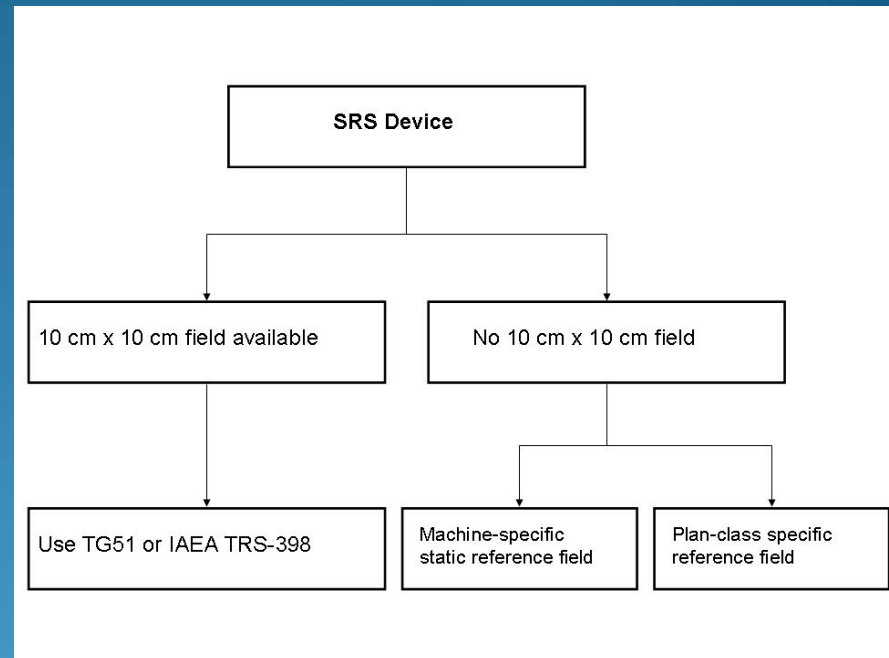 SRS Device
10 cm x 10 cm field available
No 10 cm x 10 cm field
Use TG51 or IAEA TRS-398
Machine-specific
static reference field
Plan-class specific
reference field